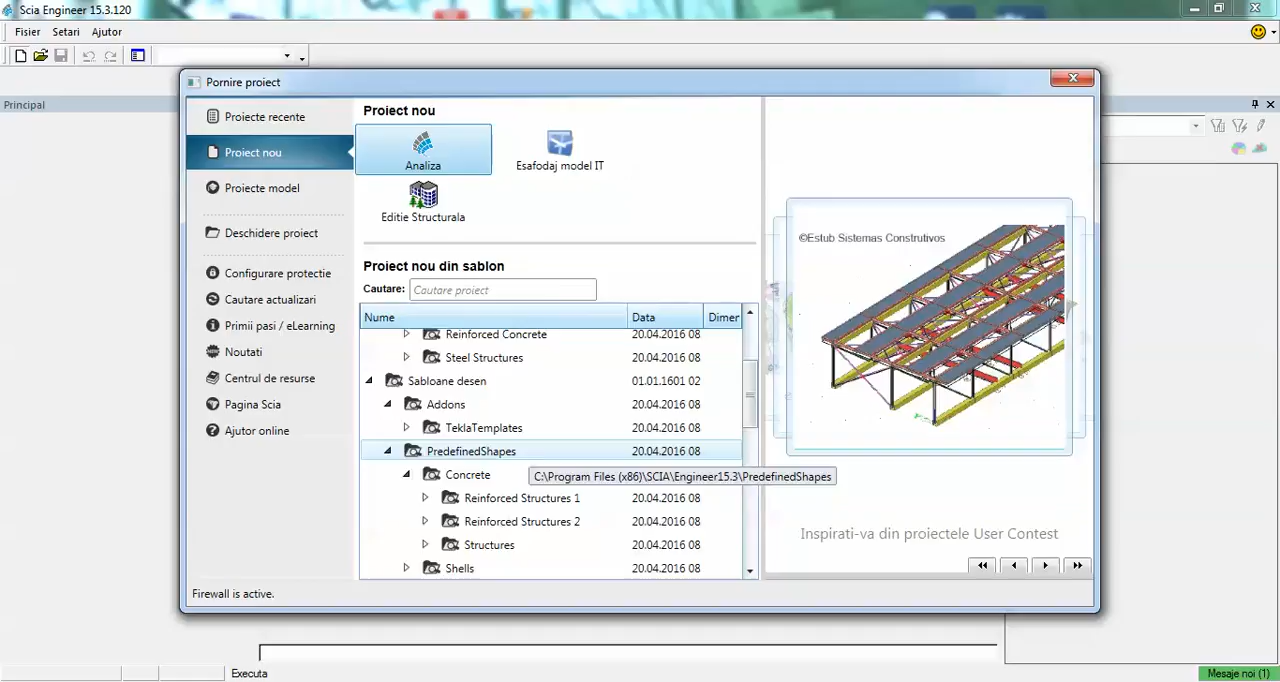 Scia Engineer 15.3.120
Fisier Setari Ajutor
Principal
Pornire proiect
Proiecte recente
Proiect nou
Proiecte model
Deschidere proiect
Configurare protectie
Cautare actualizari
Primii pasi / eLearning
Noutati
Centrul de resurse
Pagina Scia
Ajutor online
Proiect nou
Analiza
Esafodaj model IT
Editie Structurala
Proiect nou din sablon
Cautare: Cautare proiect
Nume Data Dimer
Reinforced Concrete 20.04.2016 08
Steel Structures 20.04.2016 08
Sabloane desen 01.01.1601 02
Addons 20.04.2016 08
TeklaTemplates 20.04.2016 08
PredefinedShapes 20.04.2016 08
Concrete
C:\Program Files (x86)\SCIA\Engineer15.3\PredefinedShapes
Reinforced Structures 1 20.04.2016 08
Reinforced Structures 2 20.04.2016 08
Structures 20.04.2016 08
Shells 20.04.2016 08
©Estub Sistemas Construtivos
Inspirati-va din proiectele User Contest
Firewall is active.
Executa
Mesaje noi (1)